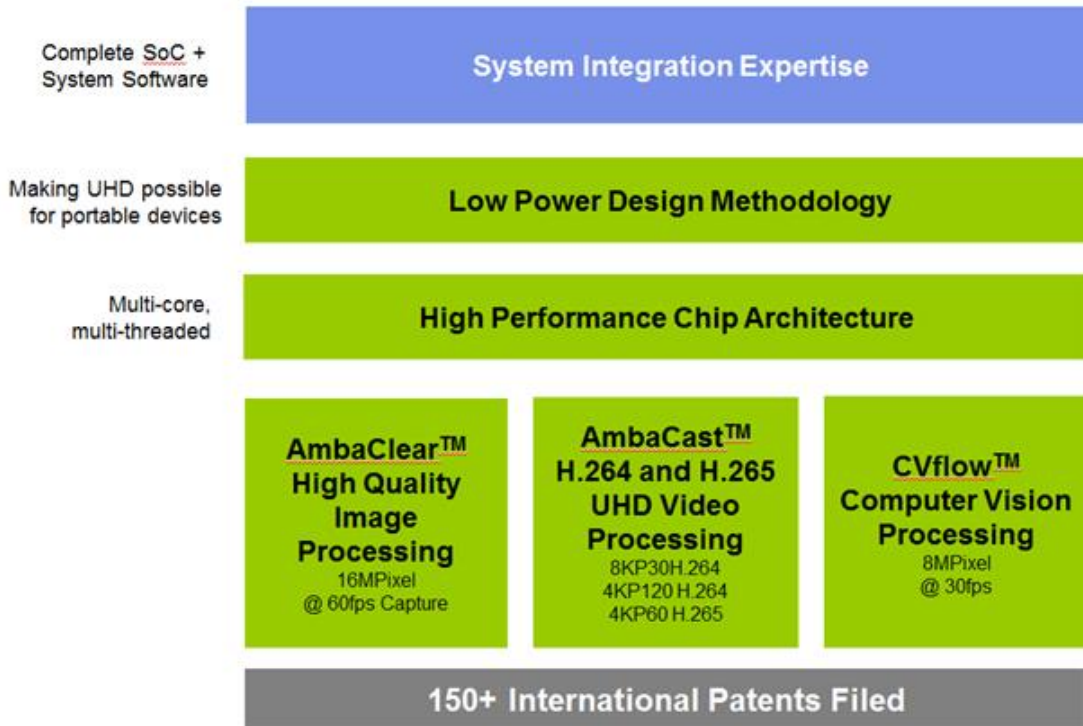 Complete SoC +
System Software
System Integration Expertise
Making UHD possible
for portable devices
Low Power Design Methodology
Multi-core,
multi-threaded
High Performance Chip Architecture
AmbaClear™
High Quality
Image
Processing
16MPixel
@ 60fps Capture
AmbaCast™
H.264 and H.265
UHD Video
Processing
8KP30H.264
4KP120 H.264
4KP60 H.265
CVflow™
Computer Vision
Processing
8MPixel
@ 30fps
150+ International Patents Filed